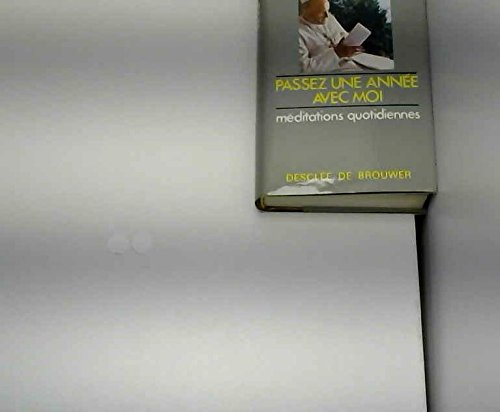 PASSEZ UNE ANNÉE
AVEC MOI
méditations quotidiennes
DESCLÉE DE BROUWER